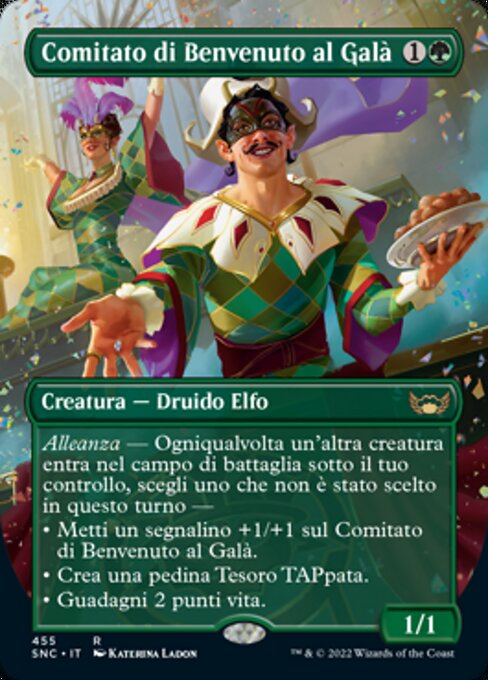 Comitato di Benvenuto al Galà 1
Creatura — Druido Elfo
Alleanza — Ogniqualvolta un'altra creatura
entra nel campo di battaglia sotto il tuo
controllo, scegli uno che non è stato scelto
in questo turno —
• Metti un segnalino +1/+1 sul Comitato
di Benvenuto al Galà.
• Crea una pedina Tesoro TAPpata.
• Guadagni 2 punti vita.
1/1
455 R
SNC • IT Katerina Ladon
™ & © 2022 Wizards of the Coast